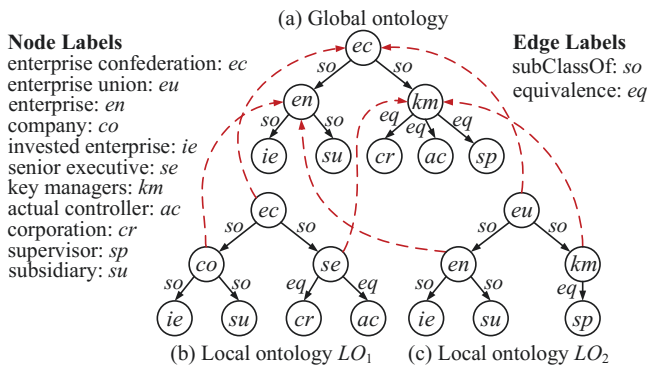 (a) Global ontology
Node Labels
enterprise confederation: ec
enterprise union: eu
enterprise: en
company: co
invested enterprise: ie
senior executive: se
key managers: km
actual controller: ac
corporation: cr
supervisor: sp
subsidiary: su
Edge Labels
subClassOf: so
equivalence: eq
ec
so so
en km
so so eq eq eq
ie su cr ac sp
ec
so so
co se
so so eq eq
ie su cr ac
(b) Local ontology LO1
eu
so so
en km
so so eq
ie su sp
(c) Local ontology LO2